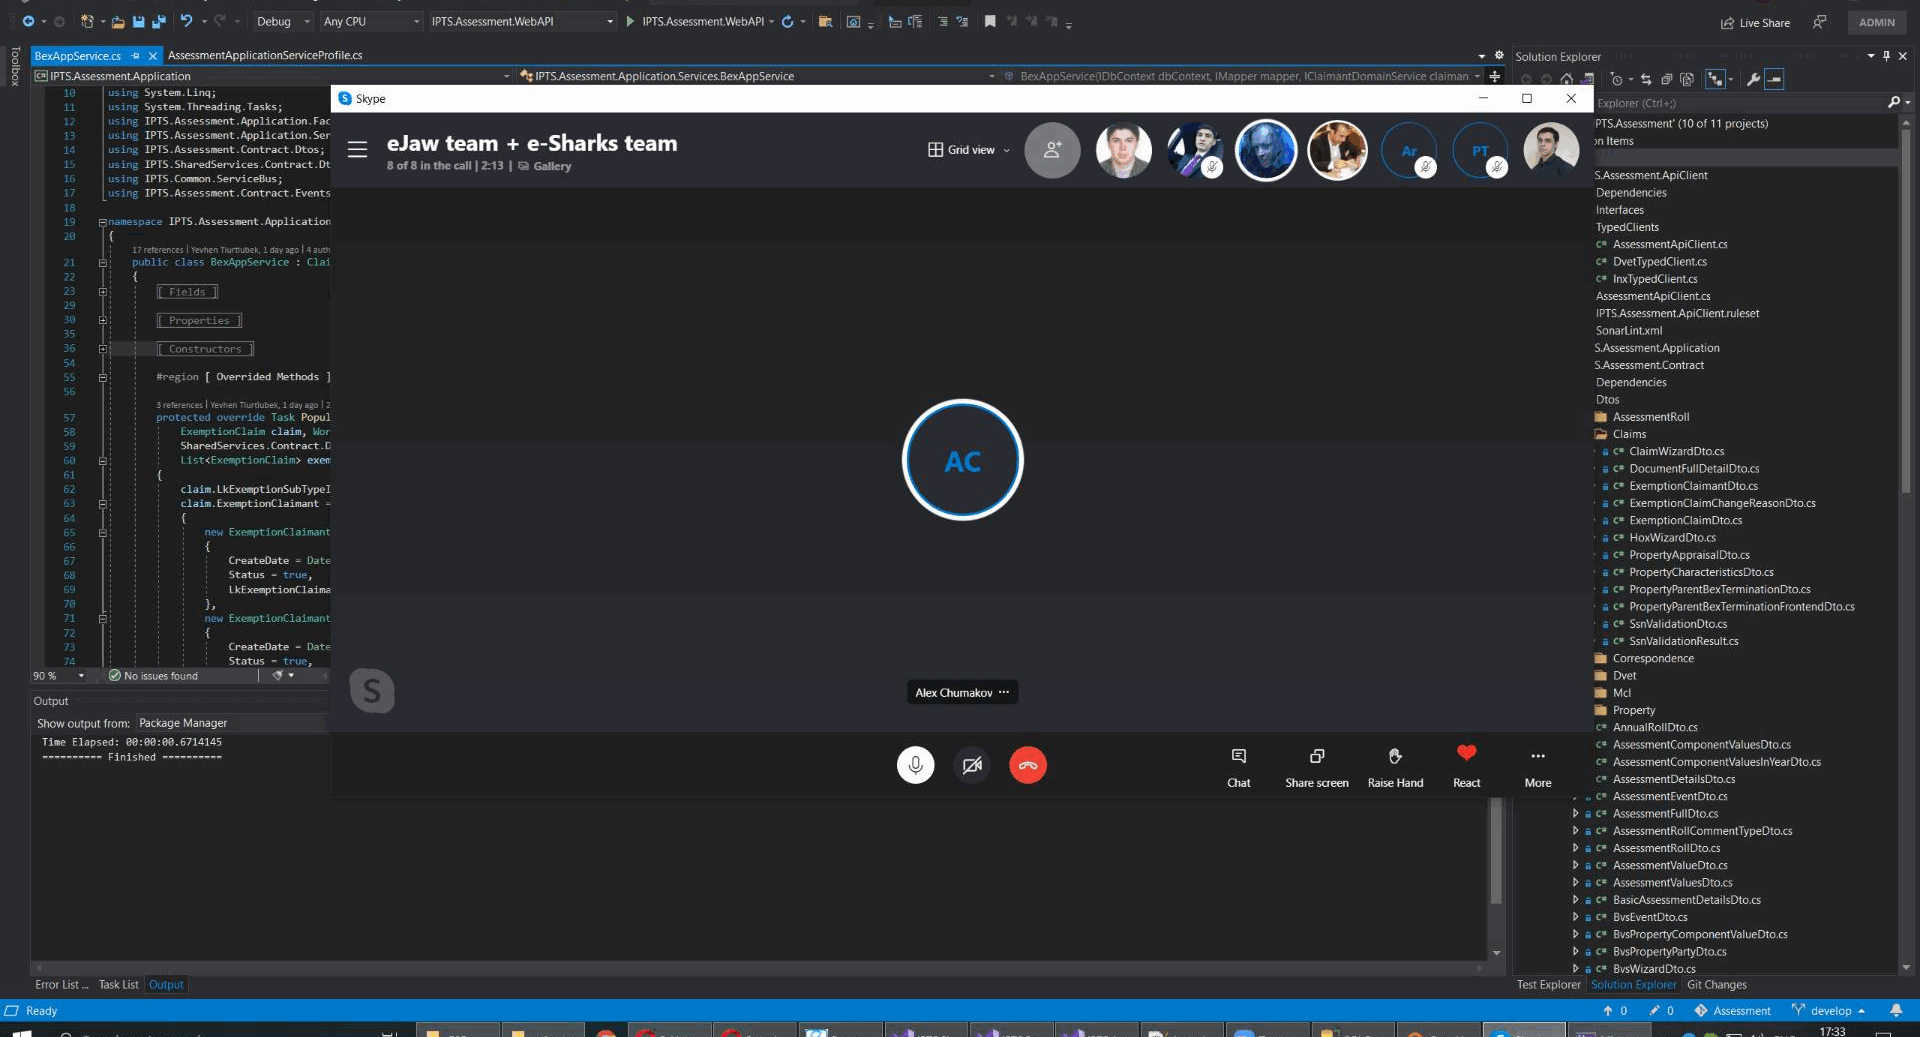 Debug
Any CPU
IPTS.Assessment.WebAPI
IPTS.Assessment.WebAPI
Live Share
ADMIN
Toolbox
BexAppService.cs
AssessmentApplicationServiceProfile.cs
Solution Explorer
IPTS.Assessment.Application
IPTS.Assessment.Application.Services.BexAppService
BexAppService(IDbContext dbContext, IMapper mapper, IClaimantDomainService claiman
10 using System.Linq;
11 using System.Threading.Tasks;
12 using IPTS.Assessment.Application.Fac
13 using IPTS.Assessment.Application.Ser
14 using IPTS.Assessment.Contract.Dtos;
15 using IPTS.SharedServices.Contract.Dt
16 using IPTS.Common.ServiceBus;
17 using IPTS.Assessment.Contract.Events
18
19 namespace IPTS.Assessment.Application
20 {
17 references | Yevhen Tiurtiubek, 1 day ago | 4 auth
21 public class BexAppService : Clai
22 {
23 [ Fields ]
29
30 [ Properties ]
35
36 [ Constructors ]
54
55 #region [ Overrided Methods ]
56
3 references | Yevhen Tiurtiubek, 1 day ago | 2
57 protected override Task Popul
58 ExemptionClaim claim, Wor
59 SharedServices.Contract.D
60 List<ExemptionClaim> exem
61 {
62 claim.LkExemptionSubTypeI
63 claim.ExemptionClaimant =
64 {
65 new ExemptionClaimant
66 {
67 CreateDate = Date
68 Status = true,
69 LkExemptionClaima
70 },
71 new ExemptionClaimant
72 {
73 CreateDate = Date
74 Status = true,
90 %
No issues found
Output
Show output from: Package Manager
Time Elapsed: 00:00:00.6714145
========== Finished ==========
Error List ...
Task List
Output
Skype
eJaw team + e-Sharks team
8 of 8 in the call | 2:13 | Gallery
Grid view
Ar
PT
AC
S
Alex Chumakov ···
Chat
Share screen
Raise Hand
React
More
Explorer (Ctrl+;)
PTS.Assessment' (10 of 11 projects)
on Items
S.Assessment.ApiClient
Dependencies
Interfaces
TypedClients
C# AssessmentApiClient.cs
C# DvetTypedClient.cs
C# InxTypedClient.cs
AssessmentApiClient.cs
IPTS.Assessment.ApiClient.ruleset
SonarLint.xml
S.Assessment.Application
S.Assessment.Contract
Dependencies
Dtos
AssessmentRoll
Claims
C# ClaimWizardDto.cs
C# DocumentFullDetailDto.cs
C# ExemptionClaimantDto.cs
C# ExemptionClaimChangeReasonDto.cs
C# ExemptionClaimDto.cs
C# HoxWizardDto.cs
C# PropertyAppraisalDto.cs
C# PropertyCharacteristicsDto.cs
C# PropertyParentBexTerminationDto.cs
C# PropertyParentBexTerminationFrontendDto.cs
C# SsnValidationDto.cs
C# SsnValidationResult.cs
Correspondence
Dvet
Mcl
Property
C# AnnualRollDto.cs
C# AssessmentComponentValuesDto.cs
C# AssessmentComponentValuesInYearDto.cs
C# AssessmentDetailsDto.cs
C# AssessmentEventDto.cs
C# AssessmentFullDto.cs
C# AssessmentRollCommentTypeDto.cs
C# AssessmentRollDto.cs
C# AssessmentValueDto.cs
C# AssessmentValuesDto.cs
C# BasicAssessmentDetailsDto.cs
C# BvsEventDto.cs
C# BvsPropertyComponentValueDto.cs
C# BvsPropertyPartyDto.cs
C# BvsWizardDto.cs
Test Explorer
Solution Explorer
Git Changes
Ready
0
0
Assessment
develop
17:33